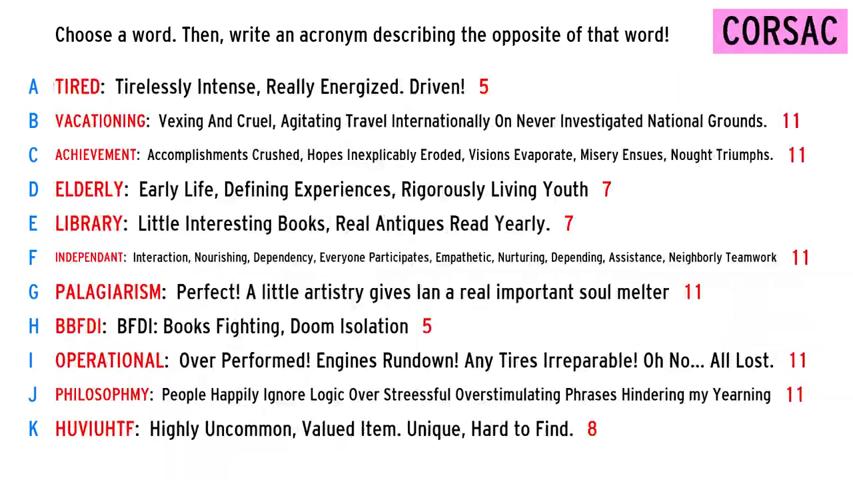 Choose a word. Then, write an acronym describing the opposite of that word!
CORSAC
A TIRED: Tirelessly Intense, Really Energized. Driven! 5
B VACATIONING: Vexing And Cruel, Agitating Travel Internationally On Never Investigated National Grounds. 11
C ACHIEVEMENT: Accomplishments Crushed, Hopes Inexplicably Eroded, Visions Evaporate, Misery Ensues, Nought Triumphs. 11
D ELDERLY: Early Life, Defining Experiences, Rigorously Living Youth 7
E LIBRARY: Little Interesting Books, Real Antiques Read Yearly. 7
F INDEPENDANT: Interaction, Nourishing, Dependency, Everyone Participates, Empathetic, Nurturing, Depending, Assistance, Neighborly Teamwork 11
G PALAGIARISM: Perfect! A little artistry gives Ian a real important soul melter 11
H BBFDI: BFDI: Books Fighting, Doom Isolation 5
I OPERATIONAL: Over Performed! Engines Rundown! Any Tires Irreparable! Oh No... All Lost. 11
J PHILOSOPHMY: People Happily Ignore Logic Over Streessful Overstimulating Phrases Hindering my Yearning 11
K HUVIUHTF: Highly Uncommon, Valued Item. Unique, Hard to Find. 8